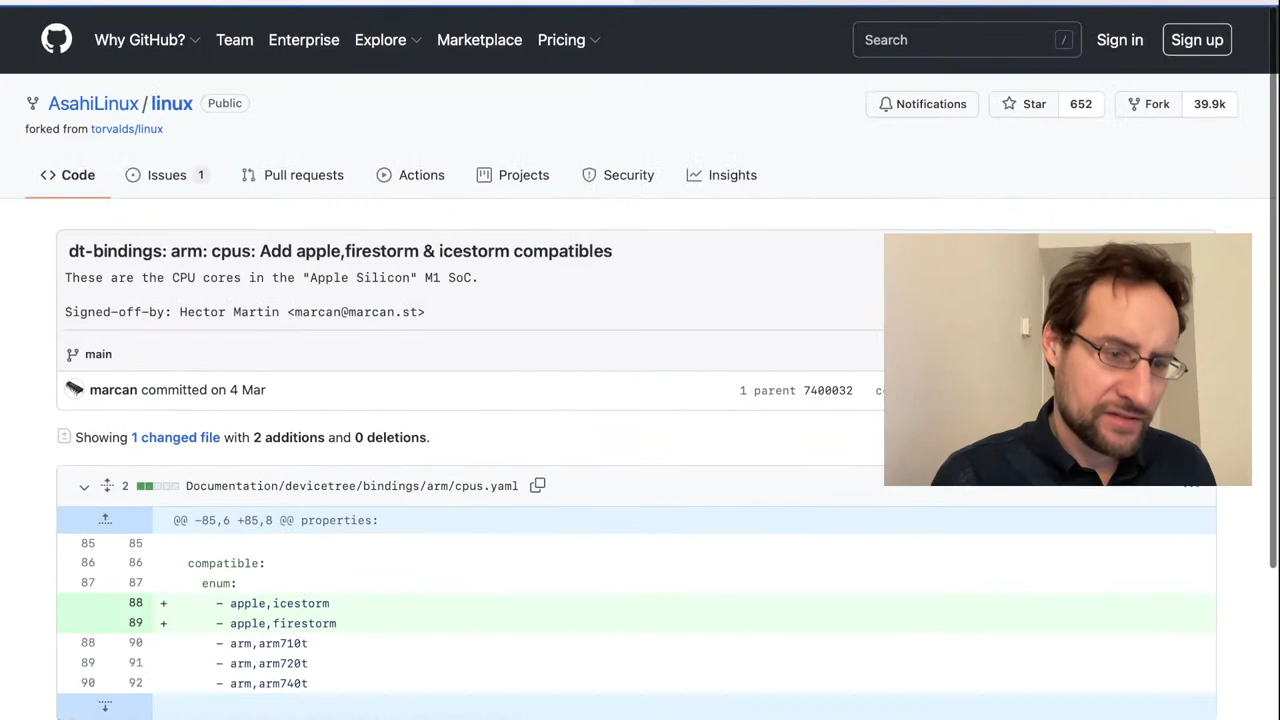 Why GitHub? Team Enterprise Explore Marketplace Pricing Search / Sign in Sign up
AsahiLinux / linux Public Notifications Star 652 Fork 39.9k
forked from torvalds/linux
Code Issues 1 Pull requests Actions Projects Security Insights
dt-bindings: arm: cpus: Add apple,firestorm & icestorm compatibles
These are the CPU cores in the "Apple Silicon" M1 SoC.
Signed-off-by: Hector Martin <marcan@marcan.st>
main
marcan committed on 4 Mar 1 parent 7400032
Showing 1 changed file with 2 additions and 0 deletions.
2 Documentation/devicetree/bindings/arm/cpus.yaml
@@ -85,6 +85,8 @@ properties:
85 85
86 86 compatible:
87 87 enum:
88 + - apple,icestorm
89 + - apple,firestorm
88 90 - arm,arm710t
89 91 - arm,arm720t
90 92 - arm,arm740t